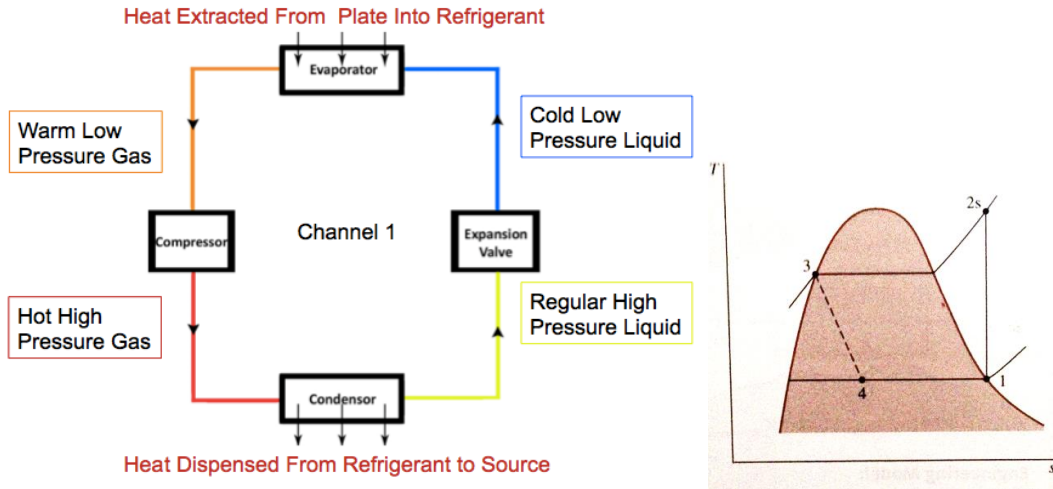 Heat Extracted From Plate Into Refrigerant
Evaporator
Warm Low
Pressure Gas
Cold Low
Pressure Liquid
Compressor
Channel 1
Expansion
Valve
Hot High
Pressure Gas
Regular High
Pressure Liquid
Condensor
Heat Dispensed From Refrigerant to Source
T
2s
3
4
1
s